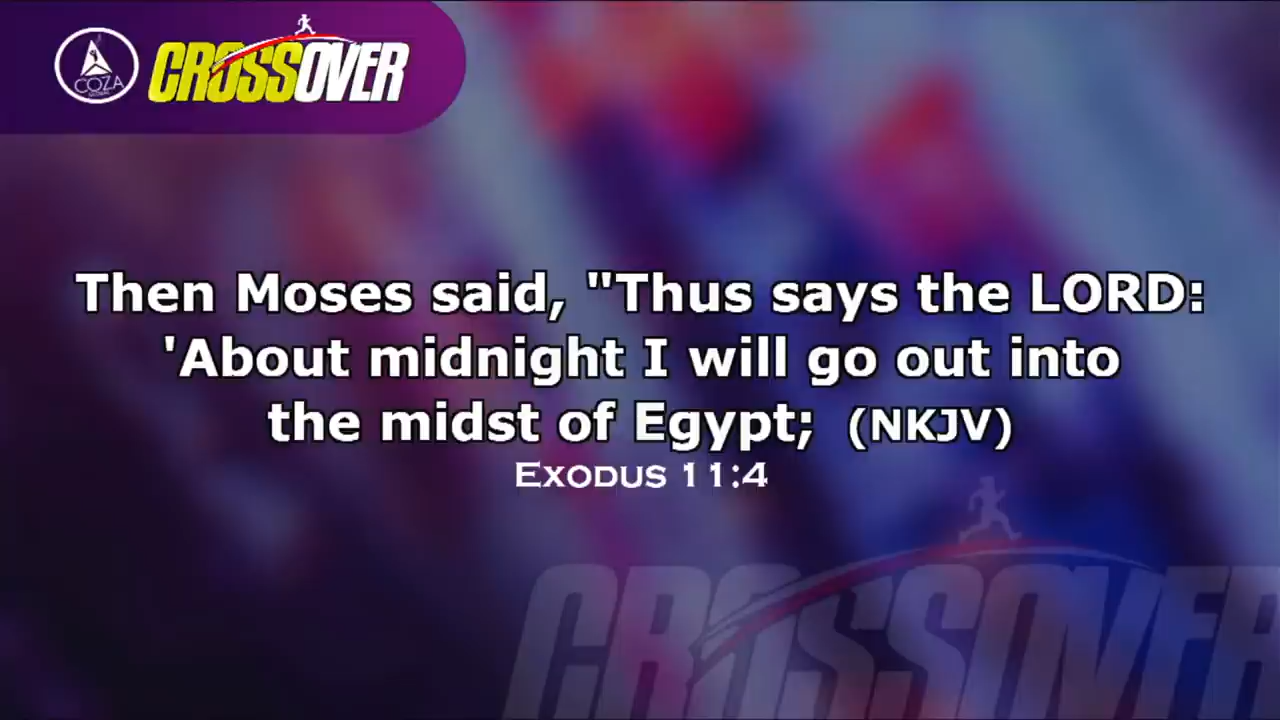 COZA
CROSSOVER
Then Moses said, "Thus says the LORD:
'About midnight I will go out into
the midst of Egypt; (NKJV)
Exodus 11:4
CROSSOVER